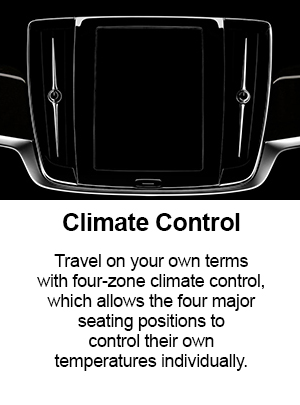 Climate Control
Travel on your own terms
with four-zone climate control,
which allows the four major
seating positions to
control their own
temperatures individually.